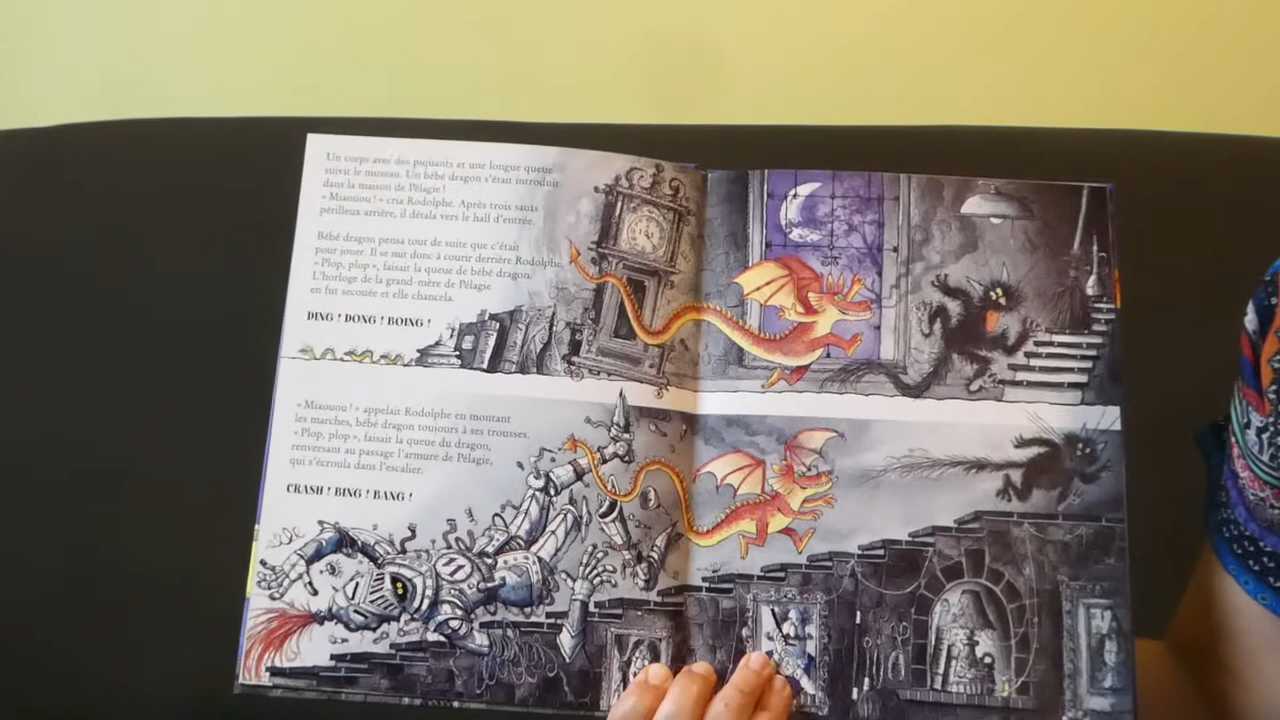 Un corps avec des piquants et une longue queue
suivit le museau. Un bébé dragon s'était introduit
dans la maison de Pélagie !
« Miaouou ! » cria Rodolphe. Après trois sauts
périlleux arrière, il détala vers le hall d'entrée.
Bébé dragon pensa tout de suite que c'était
pour jouer. Il se mit donc à courir derrière Rodolphe.
« Plop, plop », faisait la queue de bébé dragon.
L'horloge de la grand-mère de Pélagie
en fut secouée et elle chancela.
DING ! DONG ! BOING !
« Miaouou ! » appelait Rodolphe en montant
les marches, bébé dragon toujours à ses trousses.
« Plop, plop », faisait la queue du dragon,
renversant au passage l'armure de Pélagie,
qui s'écroula dans l'escalier.
CRASH ! BING ! BANG !